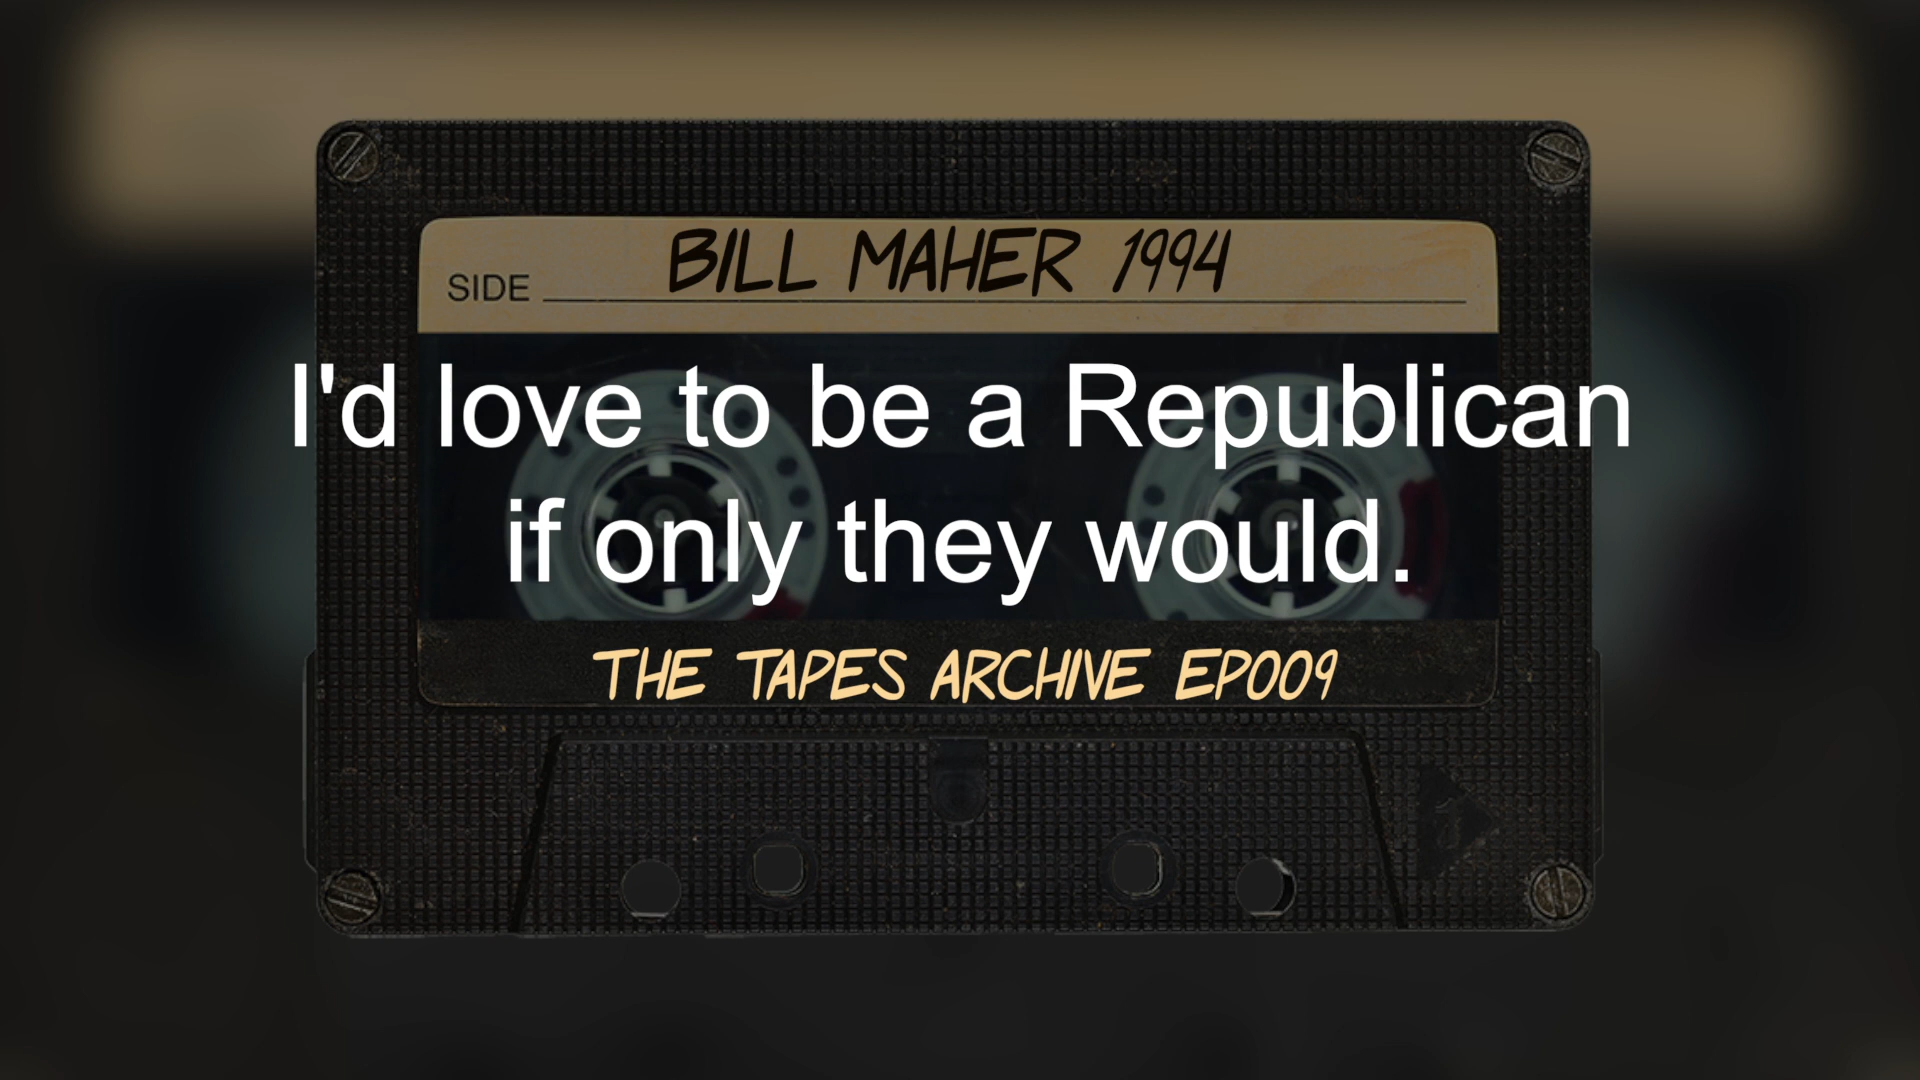 BILL MAHER 1994
SIDE
I'd love to be a Republican
if only they would.
THE TAPES ARCHIVE EP009